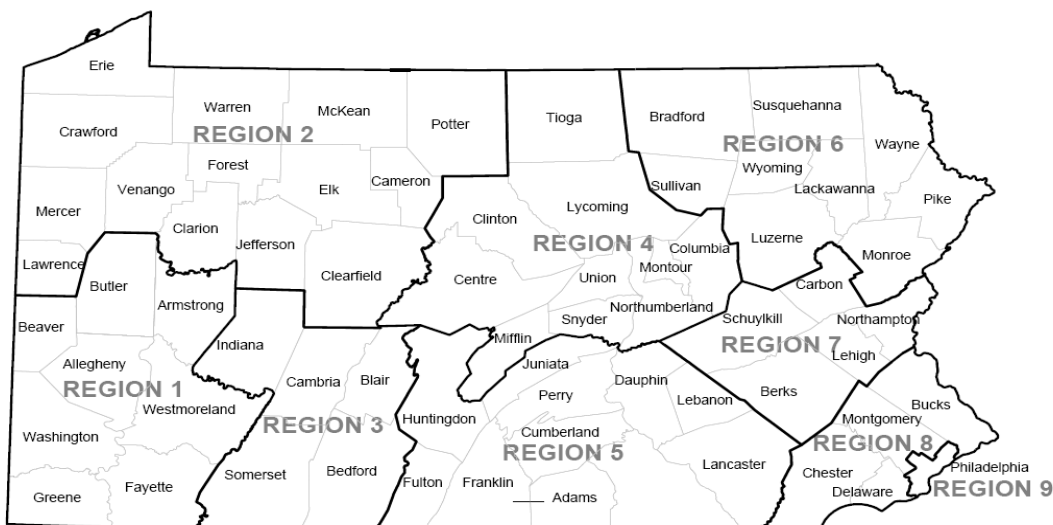 Erie
Warren
McKean
Potter
Tioga
Bradford
Susquehanna
Crawford
REGION 2
REGION 6
Wayne
Forest
Wyoming
Venango
Elk
Cameron
Sullivan
Lackawanna
Pike
Mercer
Clarion
Clinton
Lycoming
Jefferson
REGION 4
Columbia
Luzerne
Lawrence
Clearfield
Centre
Union
Montour
Monroe
Butler
Armstrong
Carbon
Northumberland
Beaver
Snyder
Schuylkill
Northampton
Indiana
Mifflin
REGION 7
Lehigh
Allegheny
Juniata
REGION 1
Cambria
Blair
Dauphin
Perry
Berks
Lebanon
Westmoreland
Bucks
REGION 3
Huntingdon
Cumberland
Montgomery
Washington
REGION 5
REGION 8
Lancaster
Somerset
Bedford
Fulton
Franklin
Chester
Philadelphia
Greene
Fayette
Adams
Delaware
REGION 9